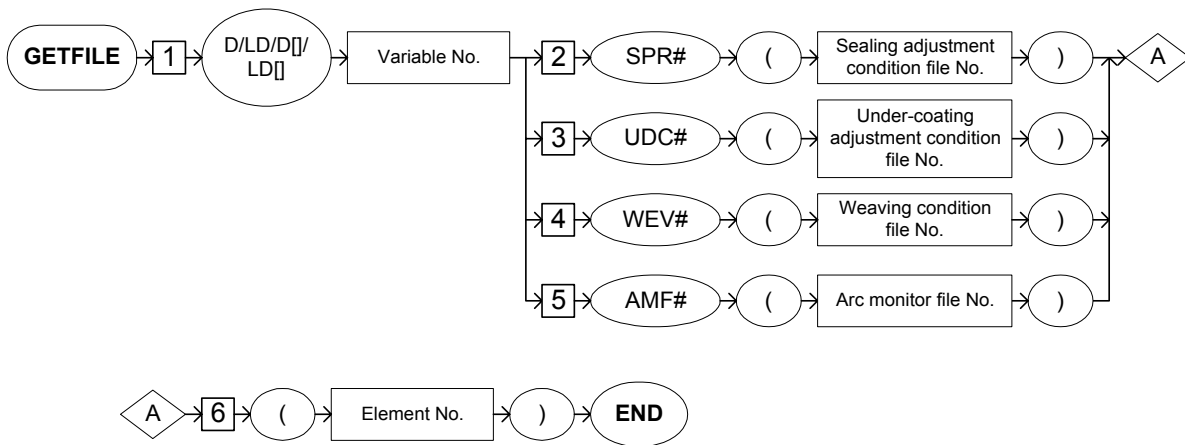 GETFILE
1
D/LD/D[]/
LD[]
Variable No.
2
SPR#
(
Sealing adjustment
condition file No.
)
A
3
UDC#
(
Under-coating
adjustment condition
file No.
)
4
WEV#
(
Weaving condition
file No.
)
5
AMF#
(
Arc monitor file No.
)
A
6
(
Element No.
)
END